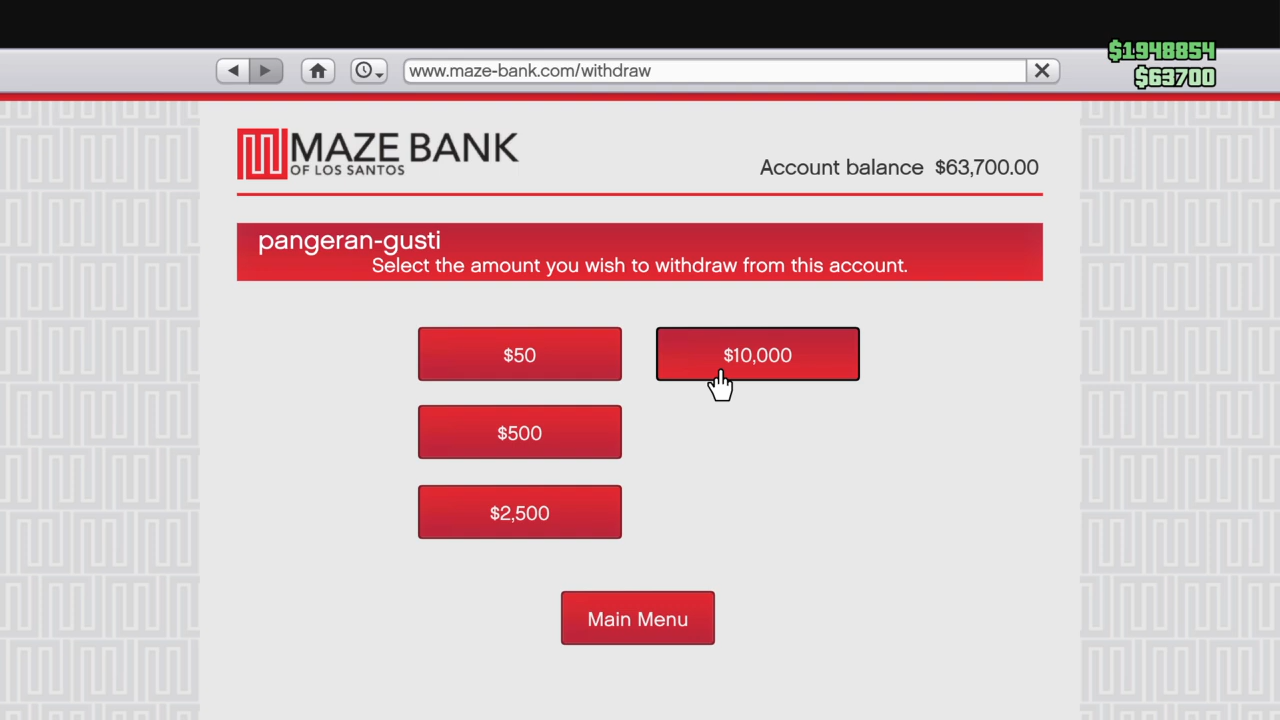 $1948854
www.maze-bank.com/withdraw
$63700
MAZE BANK
OF LOS SANTOS
Account balance $63,700.00
pangeran-gusti
Select the amount you wish to withdraw from this account.
$50
$10,000
$500
$2,500
Main Menu